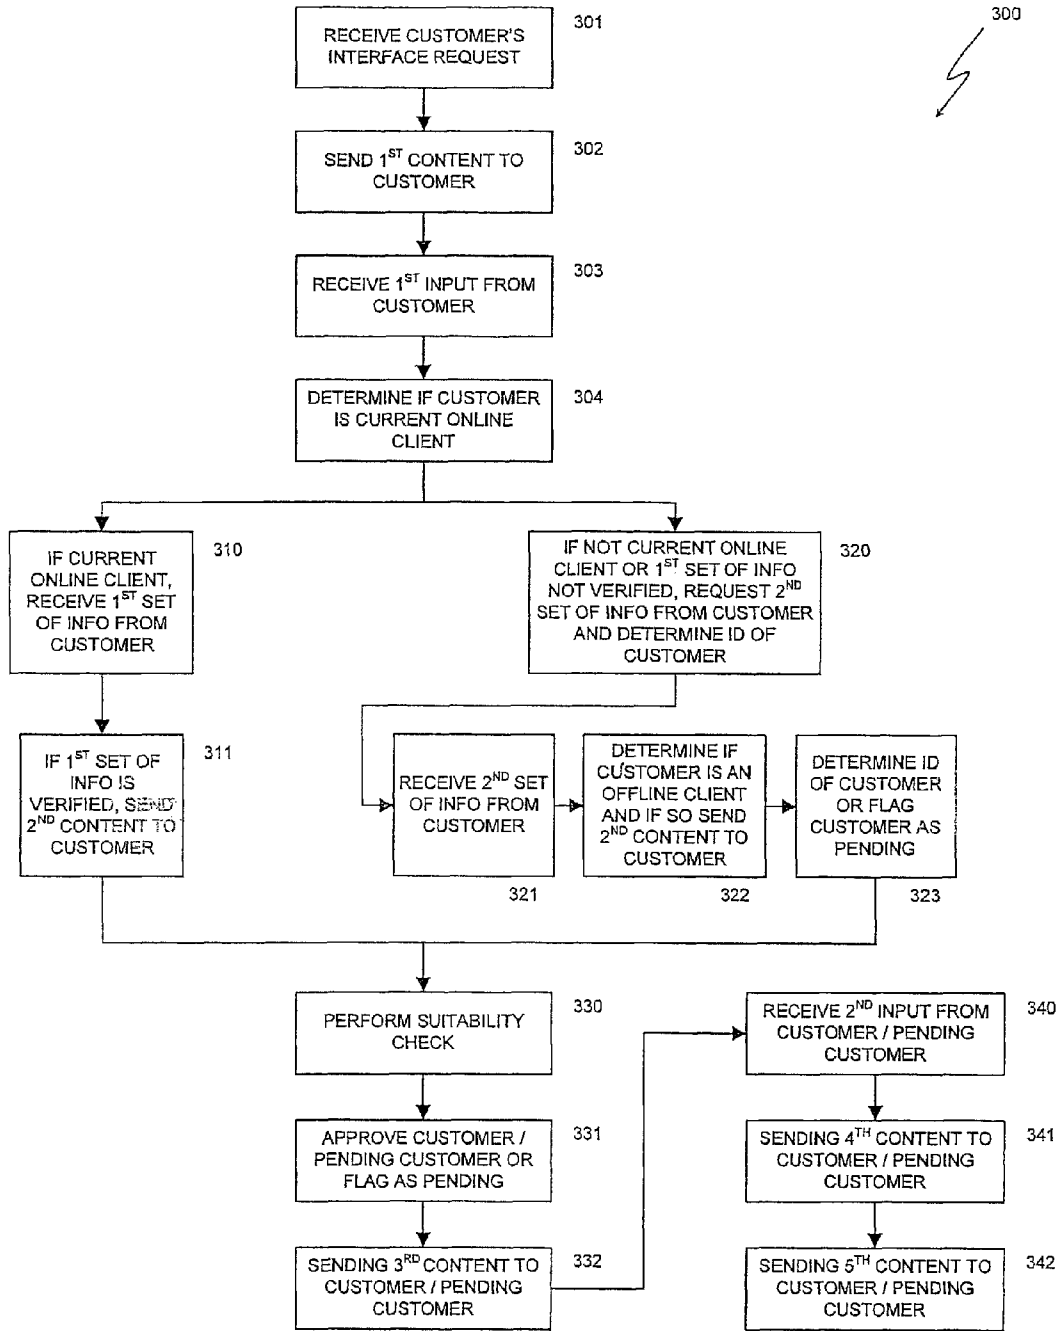 300
301
RECEIVE CUSTOMER'S
INTERFACE REQUEST
302
SEND 1ST CONTENT TO
CUSTOMER
303
RECEIVE 1ST INPUT FROM
CUSTOMER
304
DETERMINE IF CUSTOMER
IS CURRENT ONLINE
CLIENT
310
IF CURRENT
ONLINE CLIENT,
RECEIVE 1ST SET
OF INFO FROM
CUSTOMER
320
IF NOT CURRENT ONLINE
CLIENT OR 1ST SET OF INFO
NOT VERIFIED, REQUEST 2ND
SET OF INFO FROM CUSTOMER
AND DETERMINE ID OF
CUSTOMER
311
IF 1ST SET OF
INFO IS
VERIFIED, SEND
2ND CONTENT TO
CUSTOMER
RECEIVE 2ND SET
OF INFO FROM
CUSTOMER
321
DETERMINE IF
CUSTOMER IS AN
OFFLINE CLIENT
AND IF SO SEND
2ND CONTENT TO
CUSTOMER
322
DETERMINE ID
OF CUSTOMER
OR FLAG
CUSTOMER AS
PENDING
323
330
PERFORM SUITABILITY
CHECK
331
APPROVE CUSTOMER /
PENDING CUSTOMER OR
FLAG AS PENDING
332
SENDING 3RD CONTENT TO
CUSTOMER / PENDING
CUSTOMER
340
RECEIVE 2ND INPUT FROM
CUSTOMER / PENDING
CUSTOMER
341
SENDING 4TH CONTENT TO
CUSTOMER / PENDING
CUSTOMER
342
SENDING 5TH CONTENT TO
CUSTOMER / PENDING
CUSTOMER